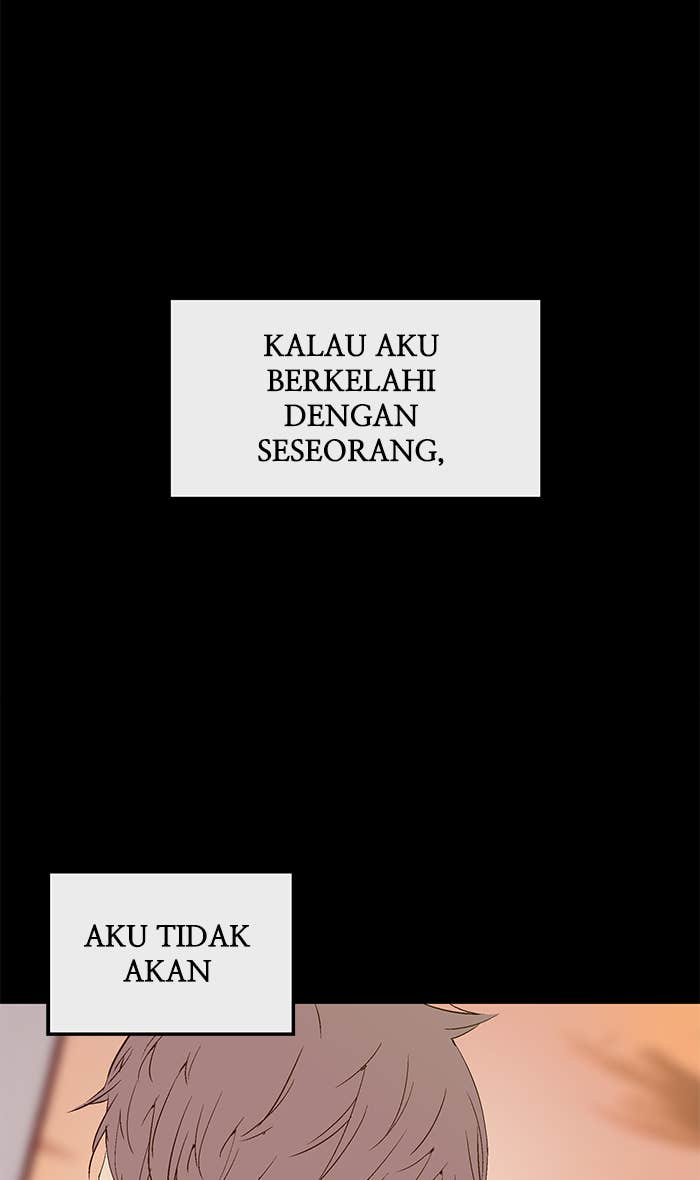 KALAU AKU
BERKELAHI
DENGAN
SESEORANG,
AKU TIDAK
AKAN